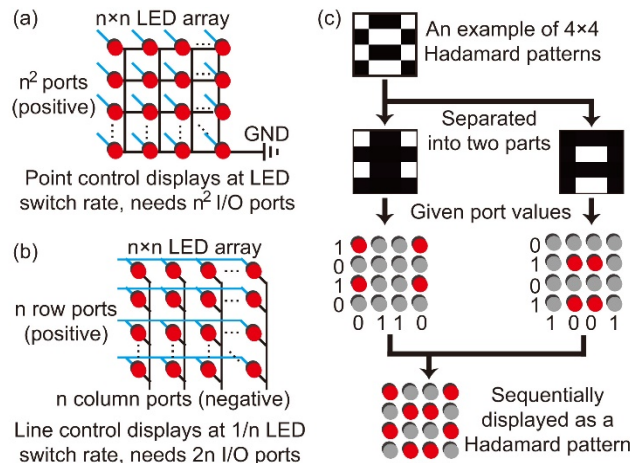 (a)
n×n LED array
n² ports
(positive)
GND
Point control displays at LED
switch rate, needs n² I/O ports
(b)
n×n LED array
n row ports
(positive)
n column ports (negative)
Line control displays at 1/n LED
switch rate, needs 2n I/O ports
(c)
An example of 4×4
Hadamard patterns
Separated
into two parts
Given port values
1
0
1
0
0 1 1 0
0
1
0
1
1 0 0 1
Sequentially
displayed as a
Hadamard pattern